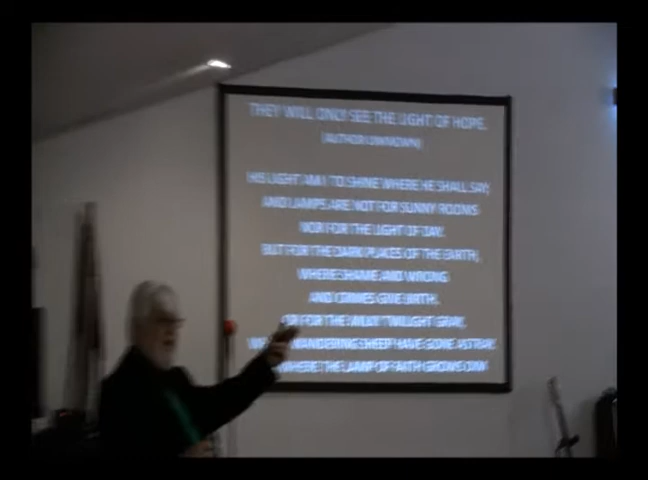 THEY WILL ONLY SEE THE LIGHT OF HOPE.
(AUTHOR UNKNOWN)
HIS LIGHT AM I TO SHINE WHERE HE SHALL SAY;
AND LAMPS ARE NOT FOR SUNNY ROOMS
NOR FOR THE LIGHT OF DAY.
BUT FOR THE DARK PLACES OF THE EARTH,
WHERE SHAME AND WRONG
AND CRIMES GIVE BIRTH.
OR FOR THE TWILIGHT GRAY,
WANDERING SHEEP HAVE GONE ASTRAY
WHERE THE LAMP OF FAITH GROWS DIM